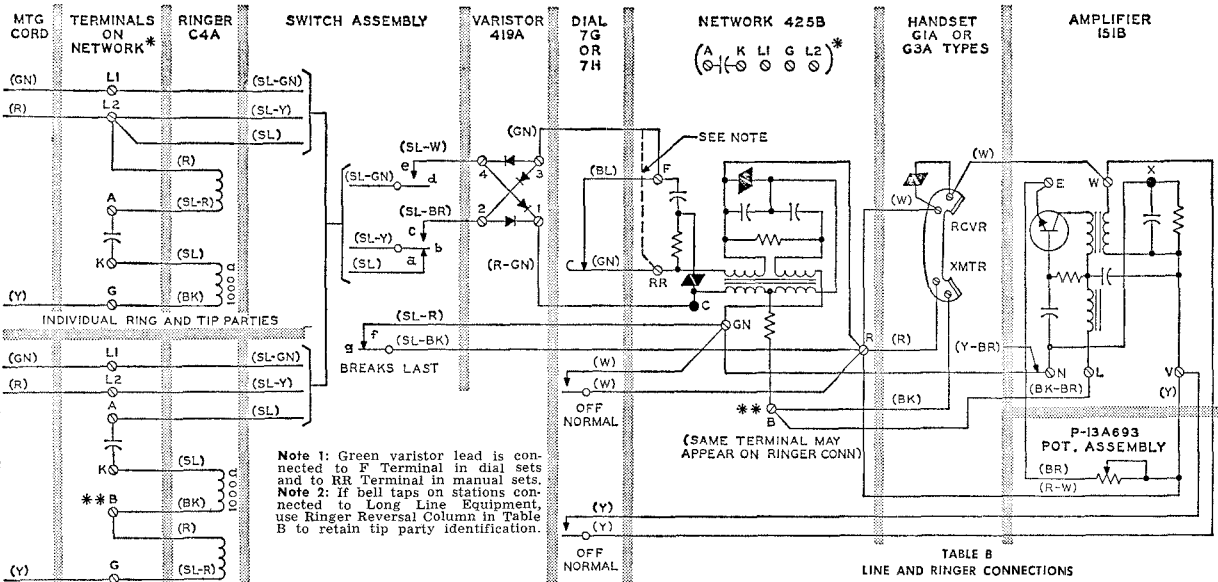 MTG CORD
TERMINALS ON NETWORK*
RINGER C4A
SWITCH ASSEMBLY
VARISTOR 419A
DIAL 7G OR 7H
NETWORK 425B
(A K L1 G L2)*
HANDSET G1A OR G3A TYPES
AMPLIFIER 151B
(GN)
L1
(SL-GN)
(R)
L2
(SL-Y)
(SL)
(R)
(SL-R)
A
K
(SL)
1000Ω
(Y)
G
(BK)
INDIVIDUAL RING AND TIP PARTIES
(GN)
L1
(SL-GN)
(R)
L2
(SL-Y)
A
(SL)
K
(SL)
1000Ω
**B
(BK)
(R)
(Y)
G
(SL-R)
(SL-W)
e
(SL-GN)
d
(SL-BR)
c
(SL-Y)
b
(SL)
a
(SL-R)
f
g
(SL-BK)
BREAKS LAST
4
3
2
1
(GN)
(R-GN)
(BL)
F
SEE NOTE
C
(GN)
RR
C
GN
(W)
(W)
OFF NORMAL
**
B
(SAME TERMINAL MAY APPEAR ON RINGER CONN)
(Y)
(Y)
OFF NORMAL
R
(W)
(W)
RCVR
XMTR
(R)
(BK)
(Y-BR)
(BK-BR)
E
W
X
N
L
V
(Y)
P-13A693
POT. ASSEMBLY
(BR)
(R-W)
Note 1: Green varistor lead is con-
nected to F Terminal in dial sets
and to RR Terminal in manual sets.
Note 2: If bell taps on stations con-
nected to Long Line Equipment,
use Ringer Reversal Column in Table
B to retain tip party identification.
TABLE B
LINE AND RINGER CONNECTIONS